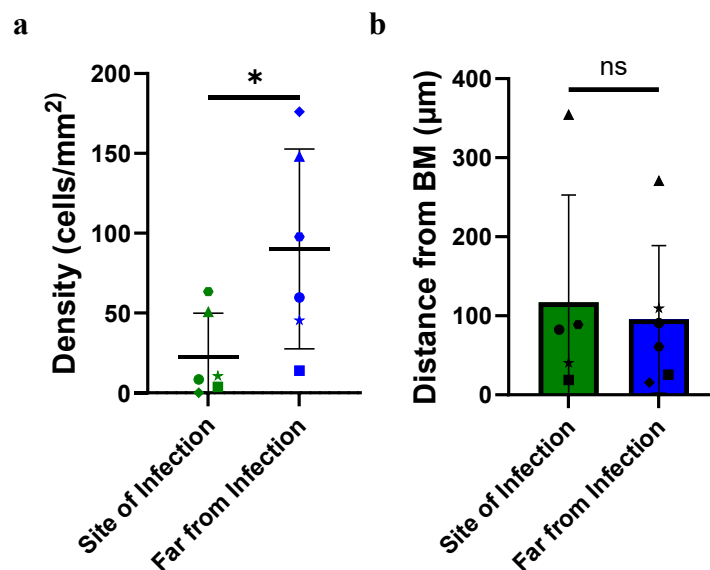 a
Density (cells/mm²)
200
150
100
50
0
*
Site of Infection
Far from Infection
b
Distance from BM (µm)
400
300
200
100
0
ns
Site of Infection
Far from Infection